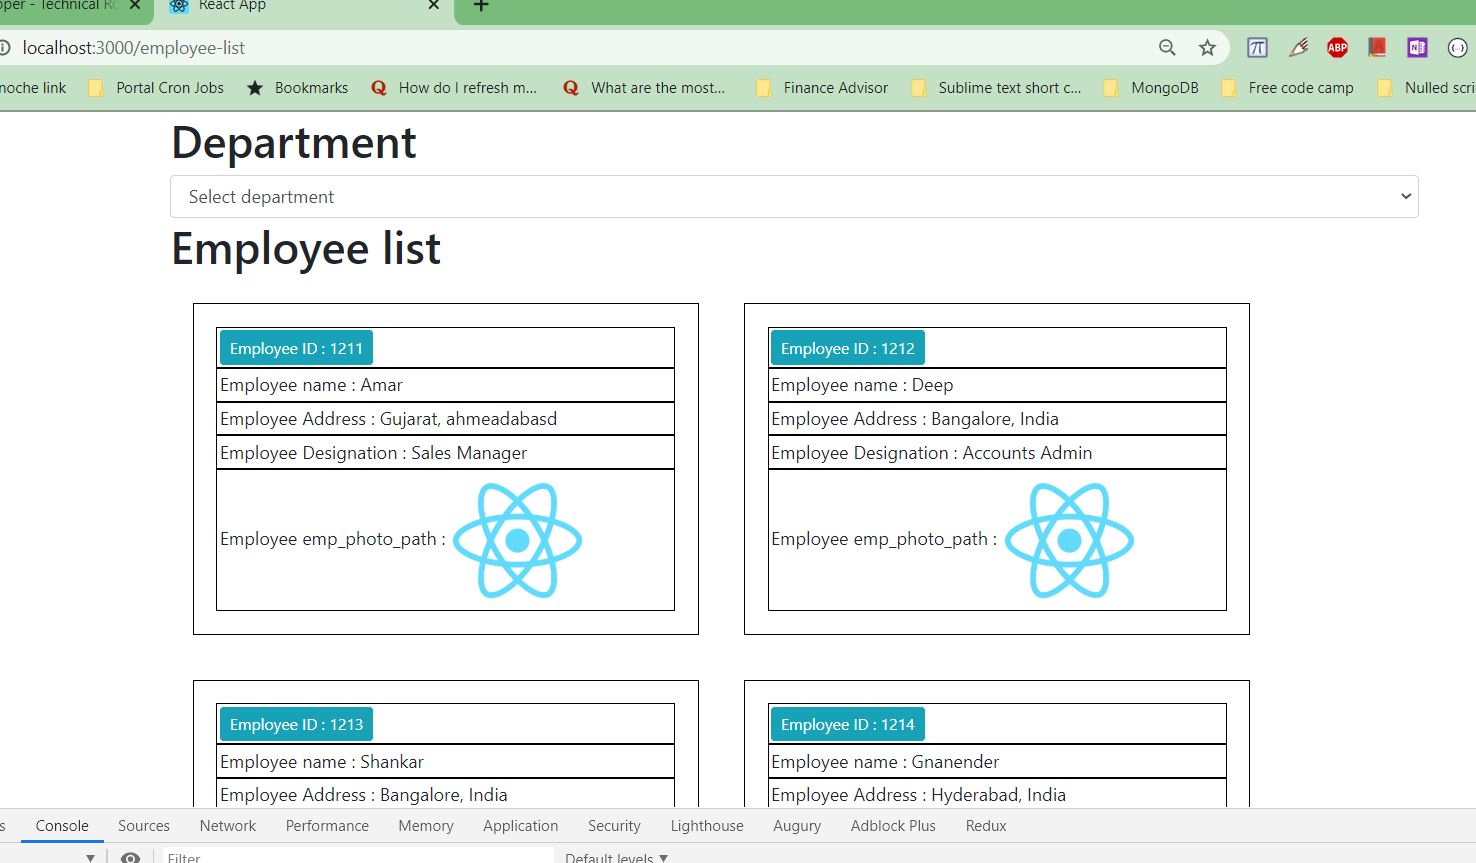 oper - Technical Ro
React App
localhost:3000/employee-list
ABP
noche link Portal Cron Jobs Bookmarks How do I refresh m... What are the most... Finance Advisor Sublime text short c... MongoDB Free code camp Nulled scri
Department
Select department
Employee list
Employee ID : 1211
Employee name : Amar
Employee Address : Gujarat, ahmeadabasd
Employee Designation : Sales Manager
Employee emp_photo_path :
Employee ID : 1212
Employee name : Deep
Employee Address : Bangalore, India
Employee Designation : Accounts Admin
Employee emp_photo_path :
Employee ID : 1213
Employee name : Shankar
Employee Address : Bangalore, India
Employee ID : 1214
Employee name : Gnanender
Employee Address : Hyderabad, India
s Console Sources Network Performance Memory Application Security Lighthouse Augury Adblock Plus Redux
Filter Default levels